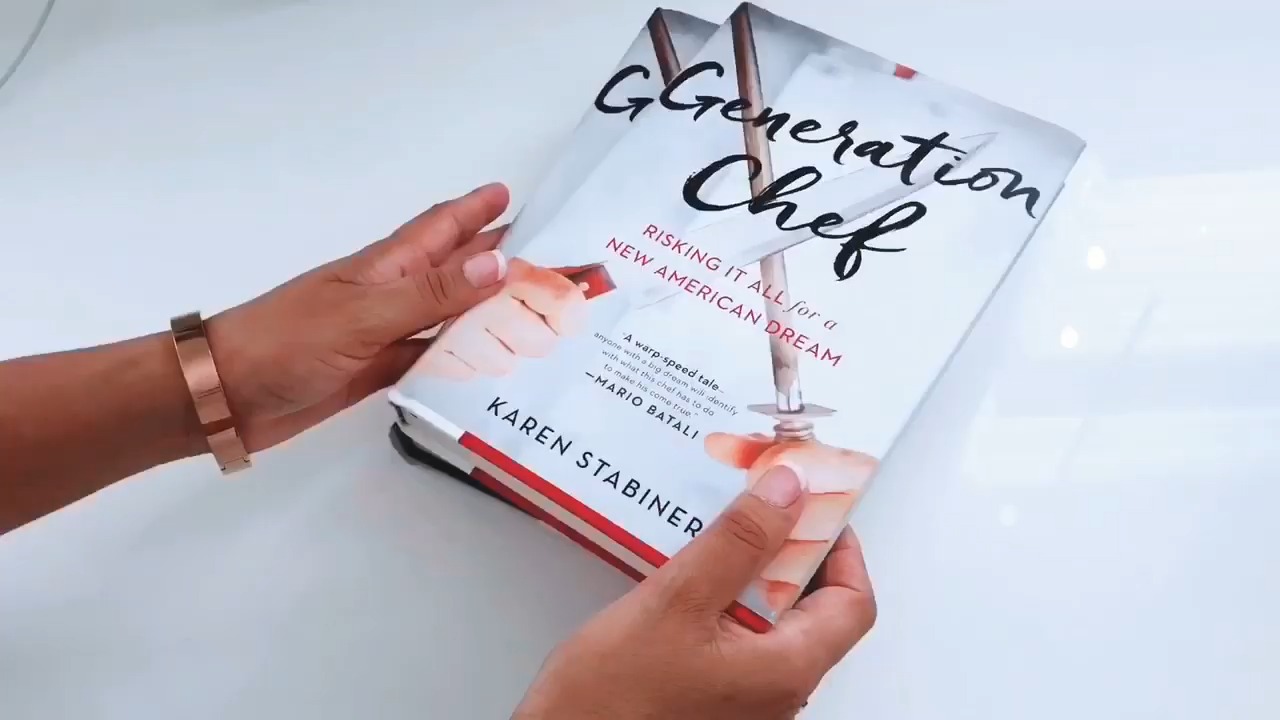 G
Generation
Chef
RISKING IT ALL for a
NEW AMERICAN DREAM
"A warp-speed tale—
anyone with a big dream will identify
with what this chef has to do
to make his come true."
—MARIO BATALI
KAREN STABINER